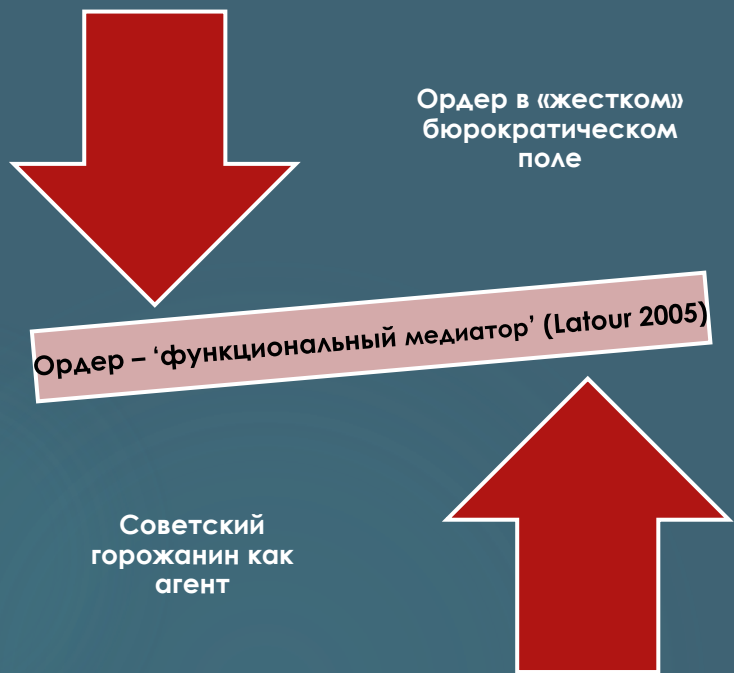 Ордер в «жестком»
бюрократическом
поле
Ордер – ‘функциональный медиатор’ (Latour 2005)
Советский
горожанин как
агент